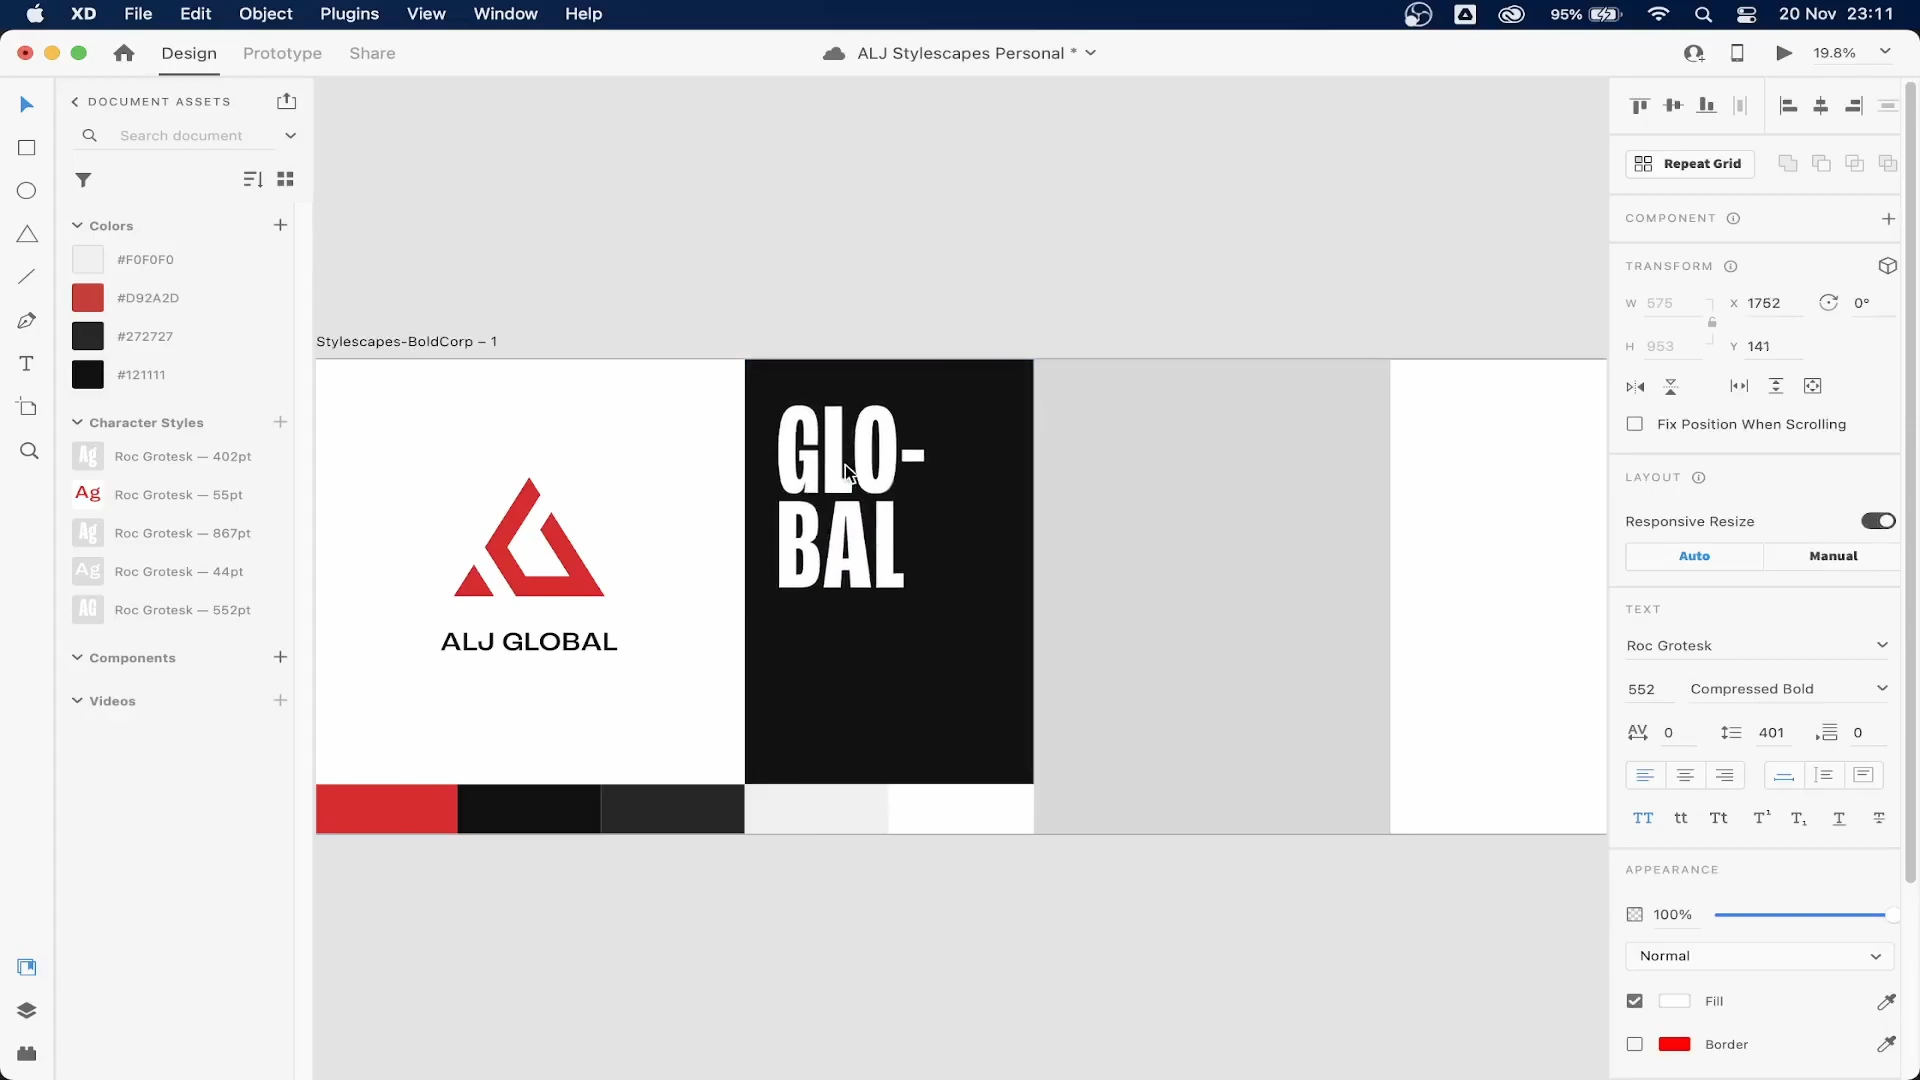 XD File Edit Object Plugins View Window Help
95% 20 Nov 23:11
Design Prototype Share
ALJ Stylescapes Personal *
19.8%
DOCUMENT ASSETS
Search document
Colors
#F0F0F0
#D92A2D
#272727
#121111
Character Styles
Ag Roc Grotesk — 402pt
Ag Roc Grotesk — 55pt
Ag Roc Grotesk — 867pt
Ag Roc Grotesk — 44pt
AG Roc Grotesk — 552pt
Components
Videos
Stylescapes-BoldCorp – 1
ALJ GLOBAL
GLO-
BAL
Repeat Grid
COMPONENT
TRANSFORM
W 575 X 1752 0°
H 953 Y 141
Fix Position When Scrolling
LAYOUT
Responsive Resize
Auto Manual
TEXT
Roc Grotesk
552 Compressed Bold
AV 0 401 0
TT tt Tt T1 T1 T T
APPEARANCE
100%
Normal
Fill
Border